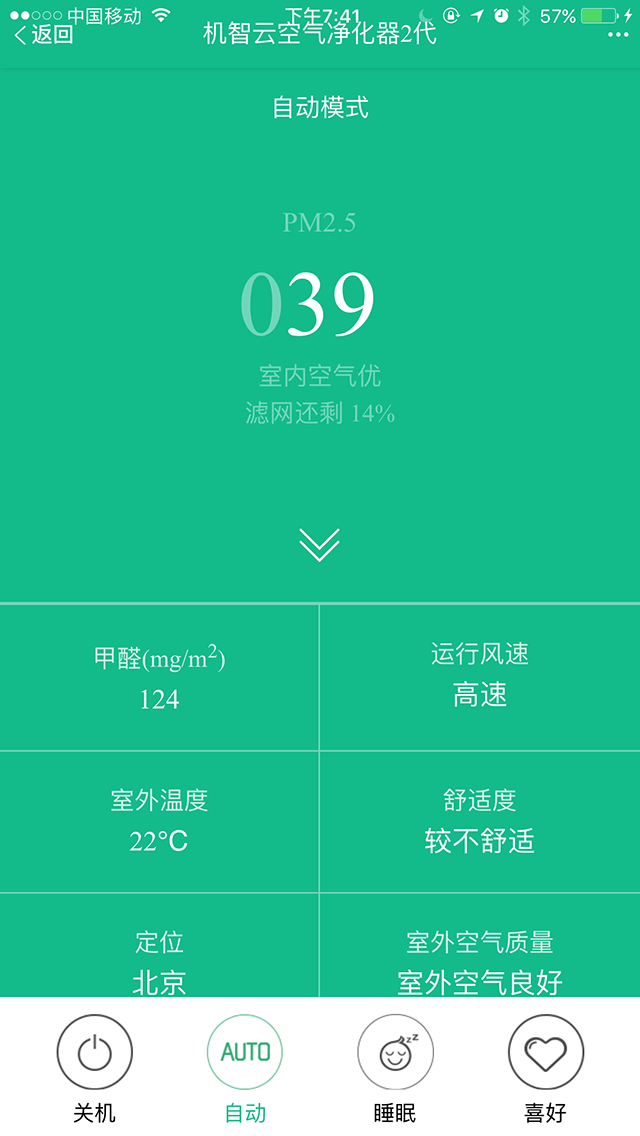 中国移动 下午7:41 57%
返回 机智云空气净化器2代
自动模式
PM2.5
039
室内空气优
滤网还剩 14%
甲醛(mg/m²)
124
运行风速
高速
室外温度
22°C
舒适度
较不舒适
定位
北京
室外空气质量
室外空气良好
AUTO
zzz
关机
自动
睡眠
喜好